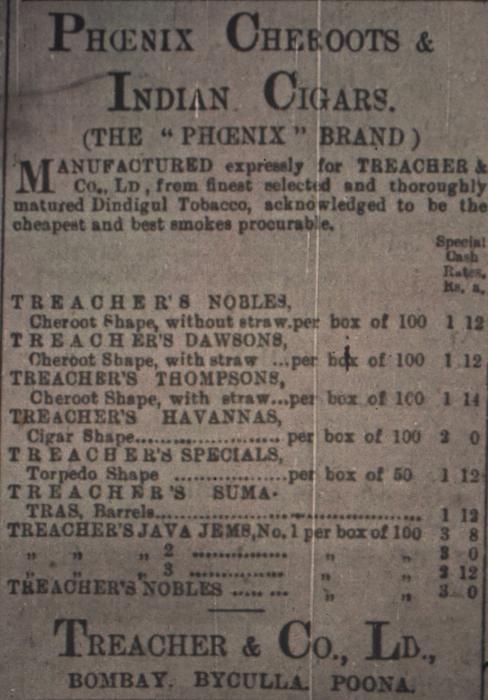 PHŒNIX CHEROOTS &
INDIAN CIGARS.
(THE "PHŒNIX" BRAND)
MANUFACTURED expressly for TREACHER &
Co., LD, from finest selected and thoroughly
matured Dindigul Tobacco, acknowledged to be the
cheapest and best smokes procurable.
Special
Cash
Rates.
Rs. a.
TREACHER'S NOBLES,
Cheroot Shape, without straw.per box of 100 1 12
TREACHER'S DAWSONS,
Cheroot Shape, with straw ...per box of 100 1 12
TREACHER'S THOMPSONS,
Cheroot Shape, with straw...per box of 100 1 14
TREACHER'S HAVANNAS,
Cigar Shape........................ per box of 100 2 0
TREACHER'S SPECIALS,
Torpedo Shape ..................per box of 50 1 12
TREACHER'S SUMA-
TRAS, Barrels............................................. 1 12
TREACHER'S JAVA JEMS, No. 1 per box of 100 3 8
„ „ „ 2 ............... „ „ 0
„ „ „ 3 ............... „ „ 2 12
TREACHER'S NOBLES ......... „ „ 3 0
TREACHER & CO., LD.,
BOMBAY. BYCULLA. POONA.